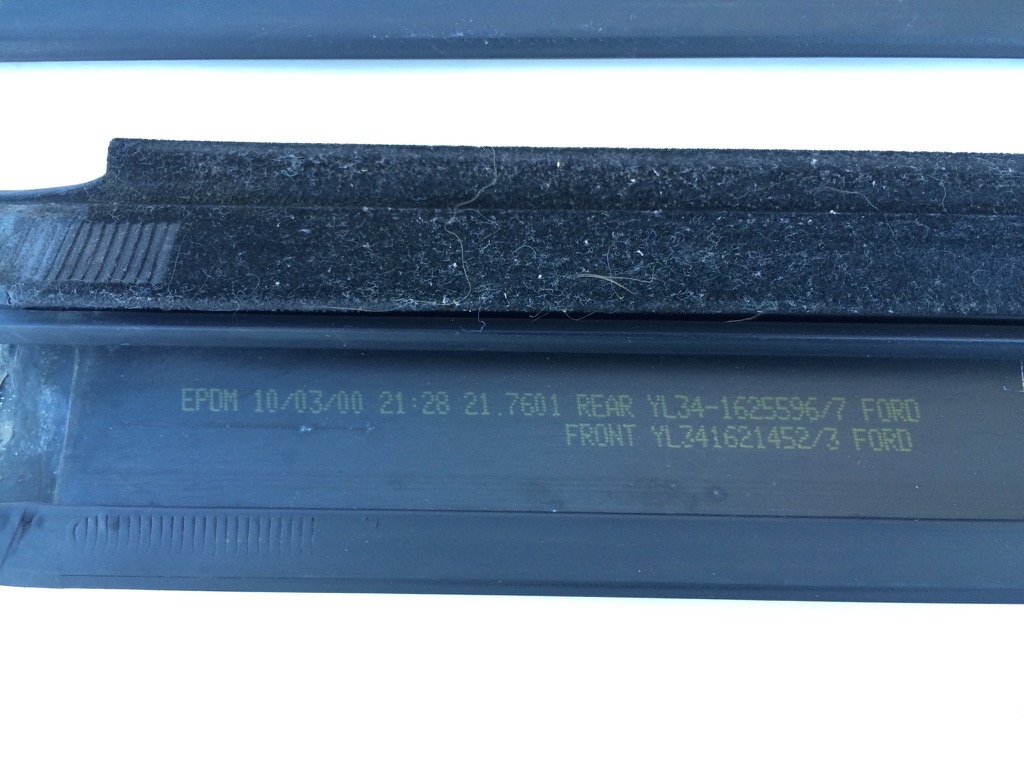 EPDM 10/03/00 21:28 21.7601 REAR YL34-1625596/7 FORD
FRONT YL341621452/3 FORD